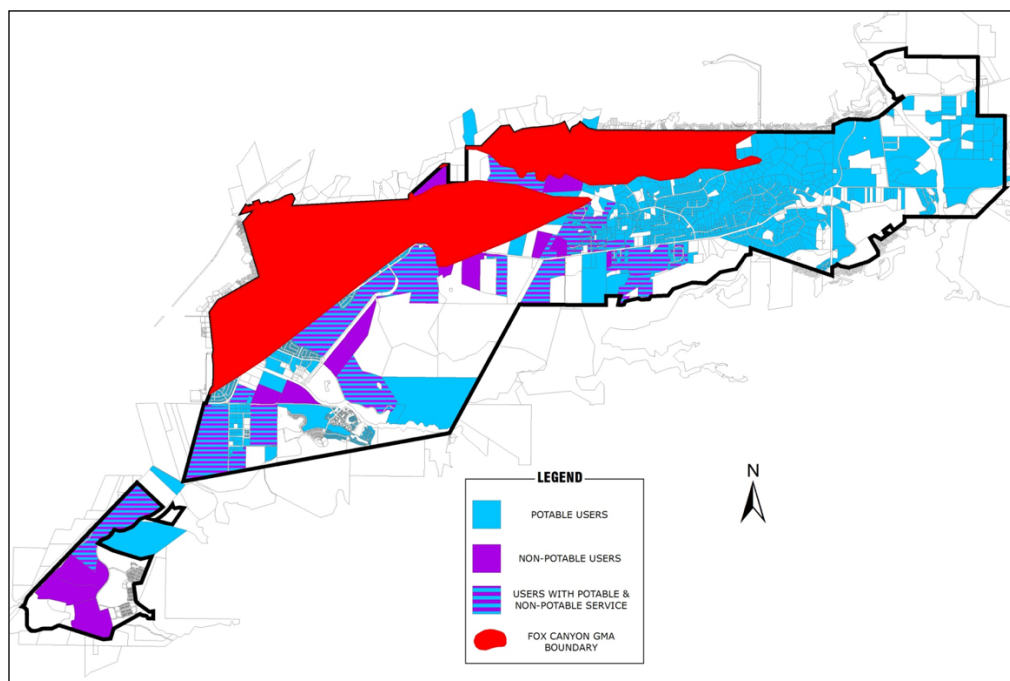 N
LEGEND
POTABLE USERS
NON-POTABLE USERS
USERS WITH POTABLE &
NON-POTABLE SERVICE
FOX CANYON GMA
BOUNDARY